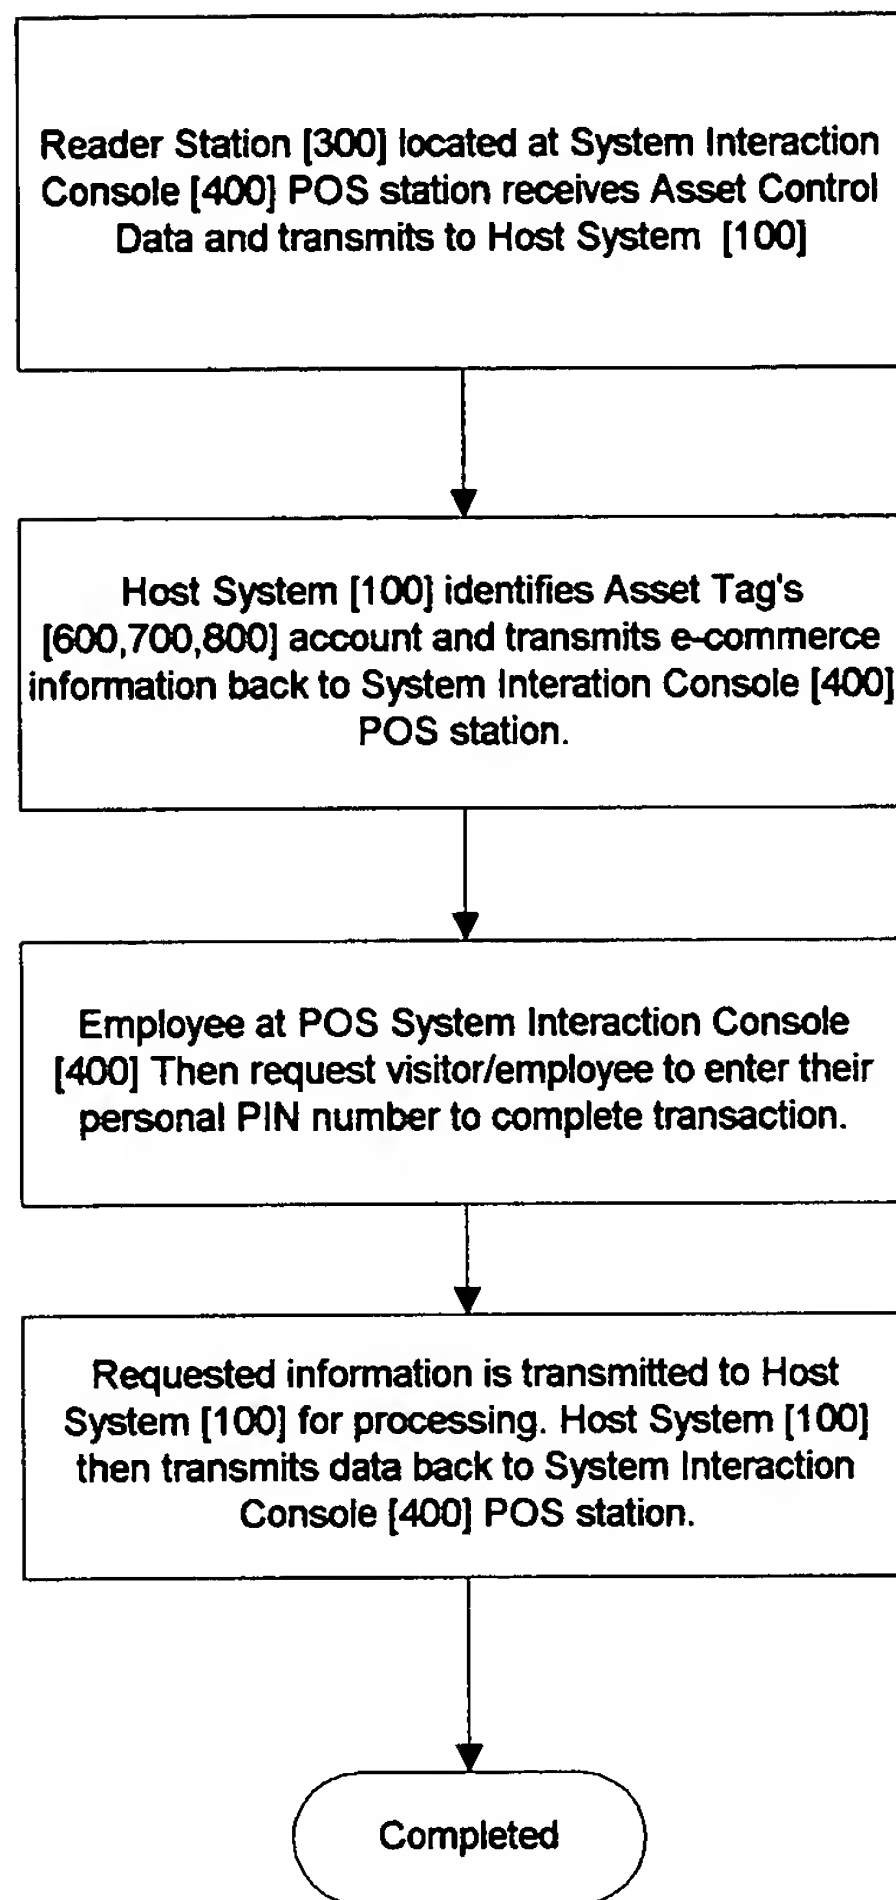 Reader Station [300] located at System Interaction
Console [400] POS station receives Asset Control
Data and transmits to Host System [100]
Host System [100] identifies Asset Tag's
[600,700,800] account and transmits e-commerce
information back to System Interation Console [400]
POS station.
Employee at POS System Interaction Console
[400] Then request visitor/employee to enter their
personal PIN number to complete transaction.
Requested information is transmitted to Host
System [100] for processing. Host System [100]
then transmits data back to System Interaction
Console [400] POS station.
Completed